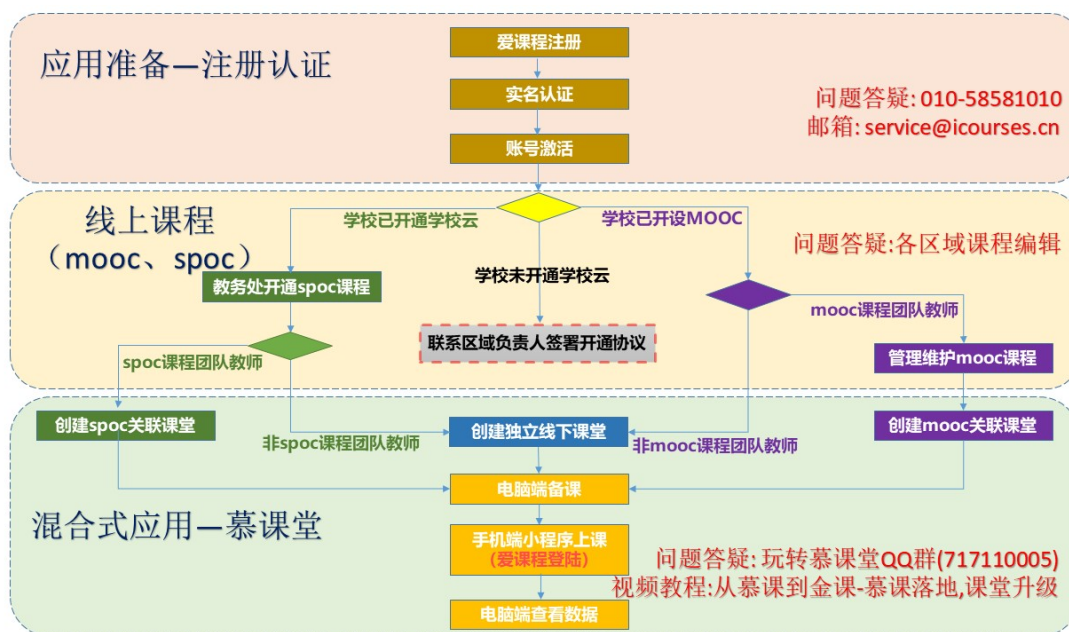 应用准备—注册认证
爱课程注册
实名认证
账号激活
问题答疑: 010-58581010
邮箱: service@icourses.cn
线上课程
（mooc、spoc）
学校已开通学校云
学校已开设MOOC
问题答疑:各区域课程编辑
教务处开通spoc课程
学校未开通学校云
mooc课程团队教师
联系区域负责人签署开通协议
spoc课程团队教师
管理维护mooc课程
创建spoc关联课堂
非spoc课程团队教师
创建独立线下课堂
非mooc课程团队教师
创建mooc关联课堂
电脑端备课
混合式应用—慕课堂
手机端小程序上课
(爱课程登陆)
电脑端查看数据
问题答疑: 玩转慕课堂QQ群(717110005)
视频教程:从慕课到金课-慕课落地,课堂升级